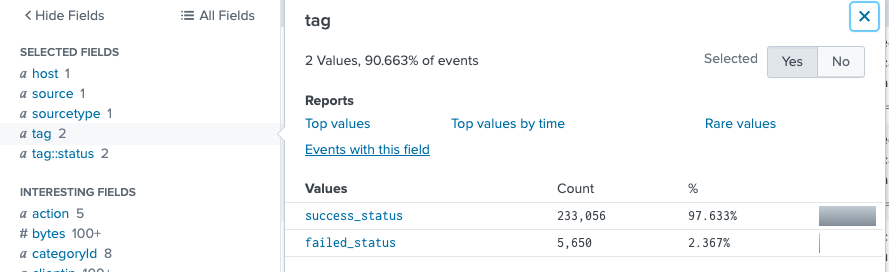 Hide Fields
All Fields
SELECTED FIELDS
a host 1
a source 1
a sourcetype 1
a tag 2
a tag::status 2
INTERESTING FIELDS
a action 5
# bytes 100+
a categoryId 8
tag
2 Values, 90.663% of events
Selected Yes No
Reports
Top values Top values by time Rare values
Events with this field
Values Count %
success_status 233,056 97.633%
failed_status 5,650 2.367%